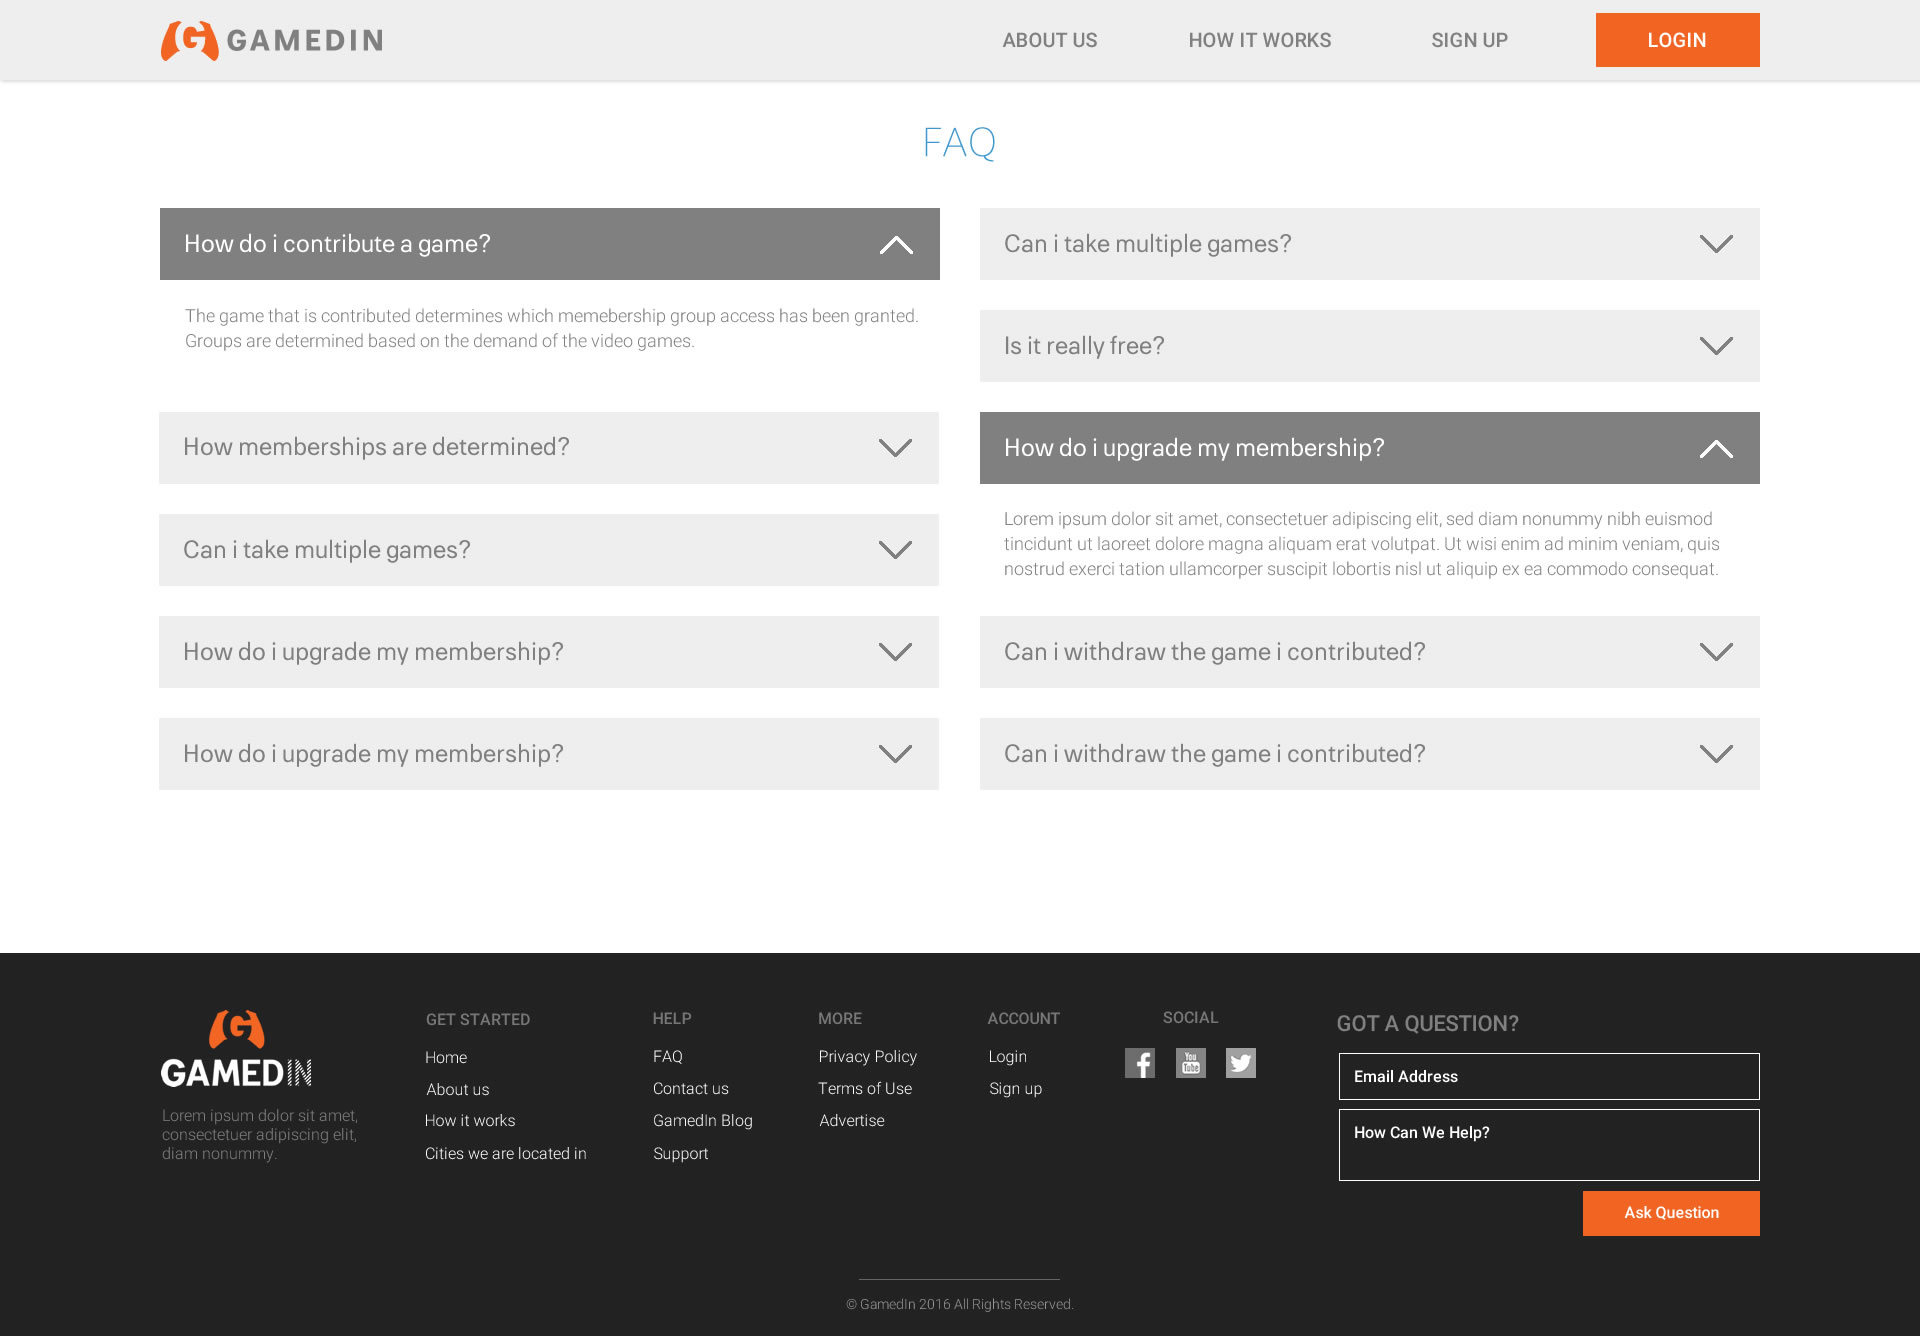 GAMEDIN
ABOUT US
HOW IT WORKS
SIGN UP
LOGIN
FAQ
How do i contribute a game?
The game that is contributed determines which memebership group access has been granted.
Groups are determined based on the demand of the video games.
How memberships are determined?
Can i take multiple games?
How do i upgrade my membership?
How do i upgrade my membership?
Can i take multiple games?
Is it really free?
How do i upgrade my membership?
Lorem ipsum dolor sit amet, consectetuer adipiscing elit, sed diam nonummy nibh euismod
tincidunt ut laoreet dolore magna aliquam erat volutpat. Ut wisi enim ad minim veniam, quis
nostrud exerci tation ullamcorper suscipit lobortis nisl ut aliquip ex ea commodo consequat.
Can i withdraw the game i contributed?
Can i withdraw the game i contributed?
GAMEDIN
Lorem ipsum dolor sit amet,
consectetuer adipiscing elit,
diam nonummy.
GET STARTED
Home
About us
How it works
Cities we are located in
HELP
FAQ
Contact us
GamedIn Blog
Support
MORE
Privacy Policy
Terms of Use
Advertise
ACCOUNT
Login
Sign up
SOCIAL
You
Tube
GOT A QUESTION?
Email Address
How Can We Help?
Ask Question
© GamedIn 2016 All Rights Reserved.